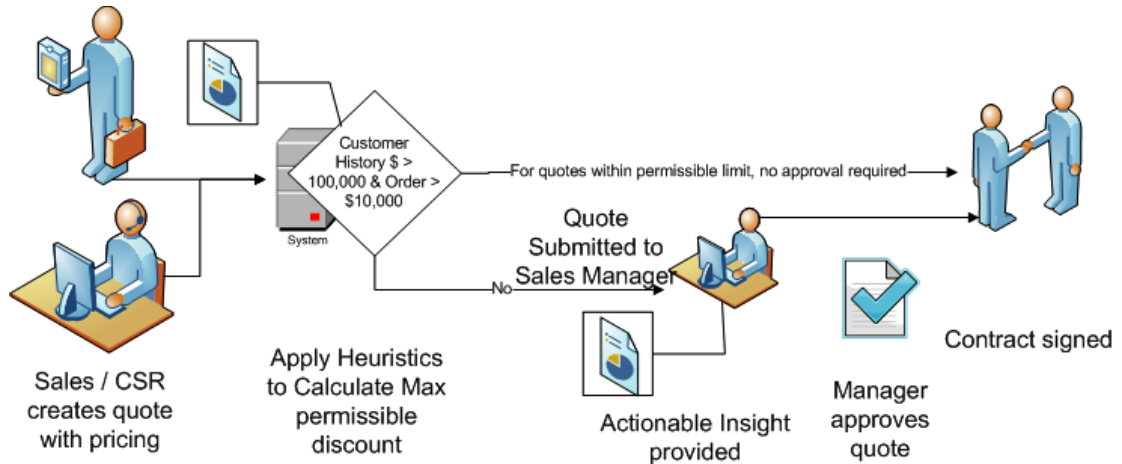 Customer
History $ >
100,000 & Order >
$10,000
System
For quotes within permissible limit, no approval required
Quote
Submitted to
Sales Manager
No
Sales / CSR
creates quote
with pricing
Apply Heuristics
to Calculate Max
permissible
discount
Actionable Insight
provided
Manager
approves
quote
Contract signed